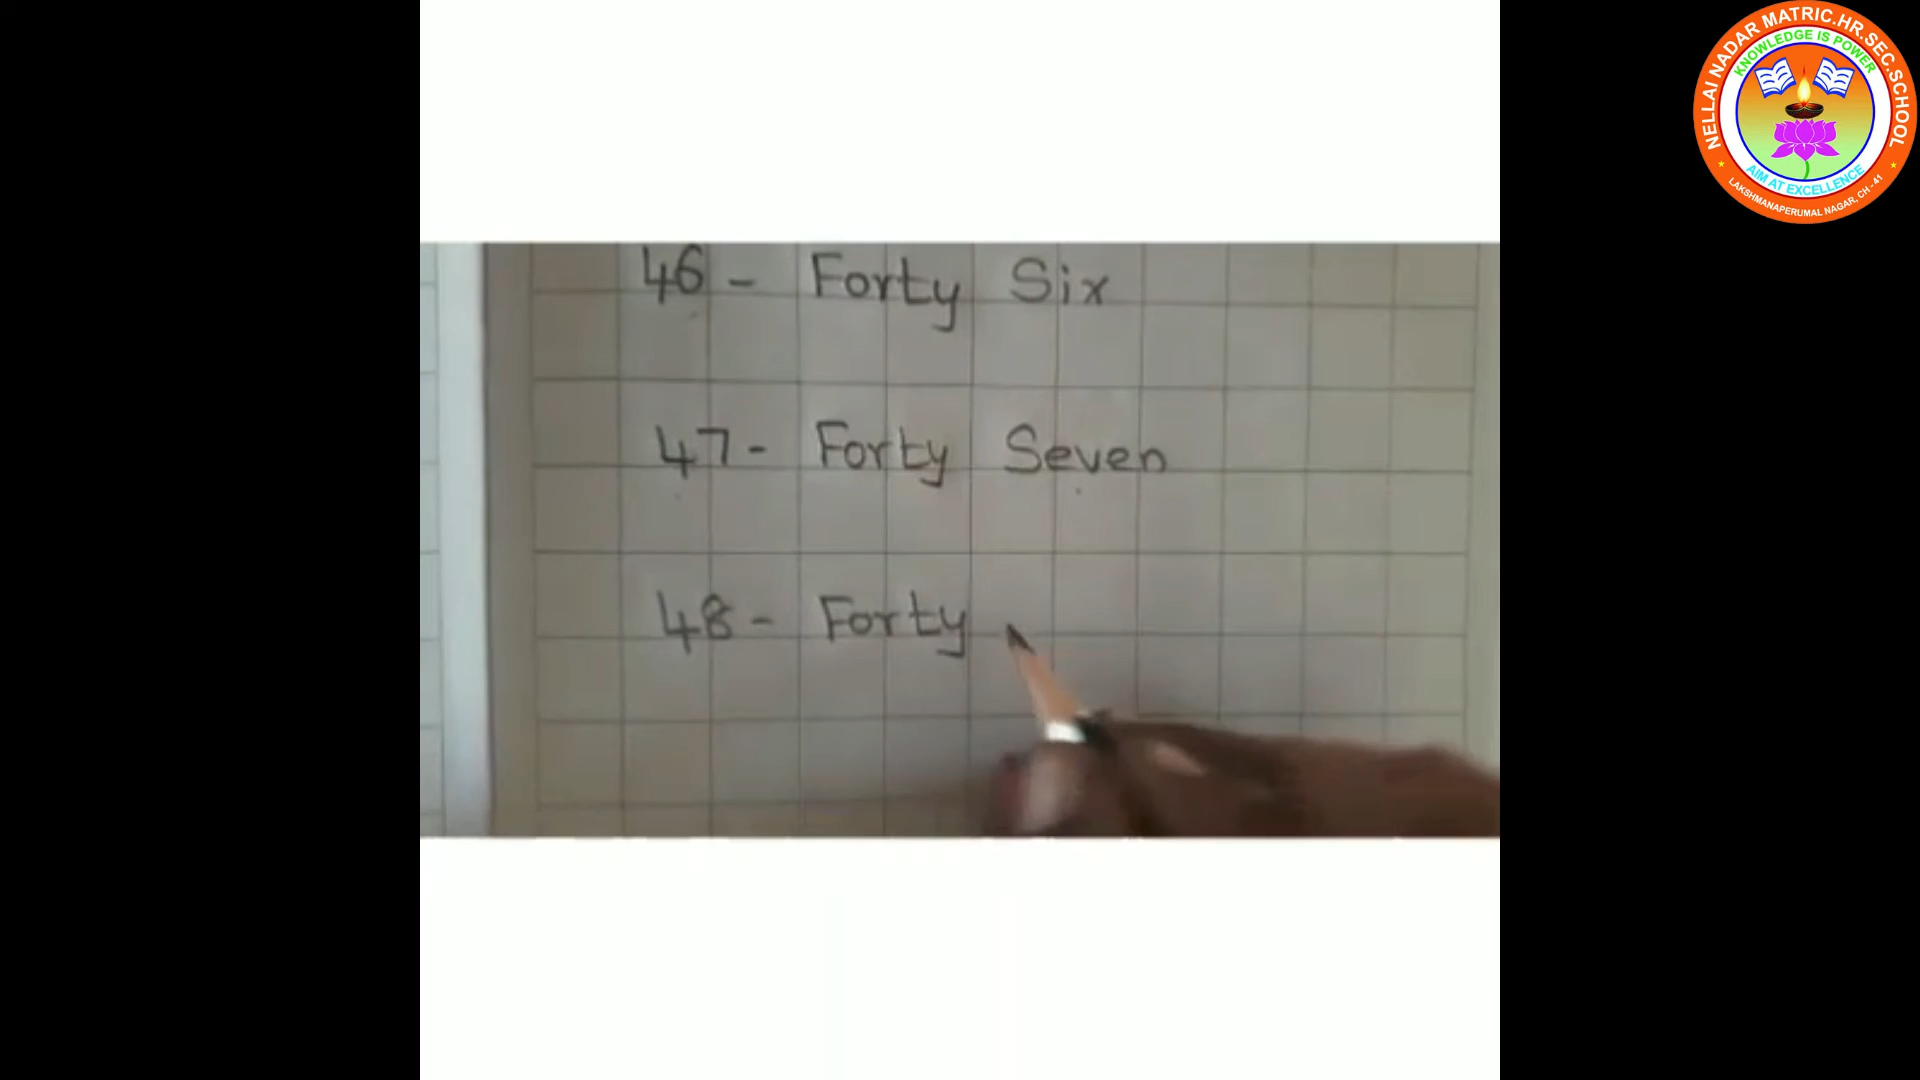 NELLAI NADAR MATRIC.HR.SEC.SCHOOL
KNOWLEDGE IS POWER
AIM AT EXCELLENCE
LAKSHMANAPERUMAL NAGAR, CH - 41
46 - Forty Six
47 - Forty Seven
48 - Forty